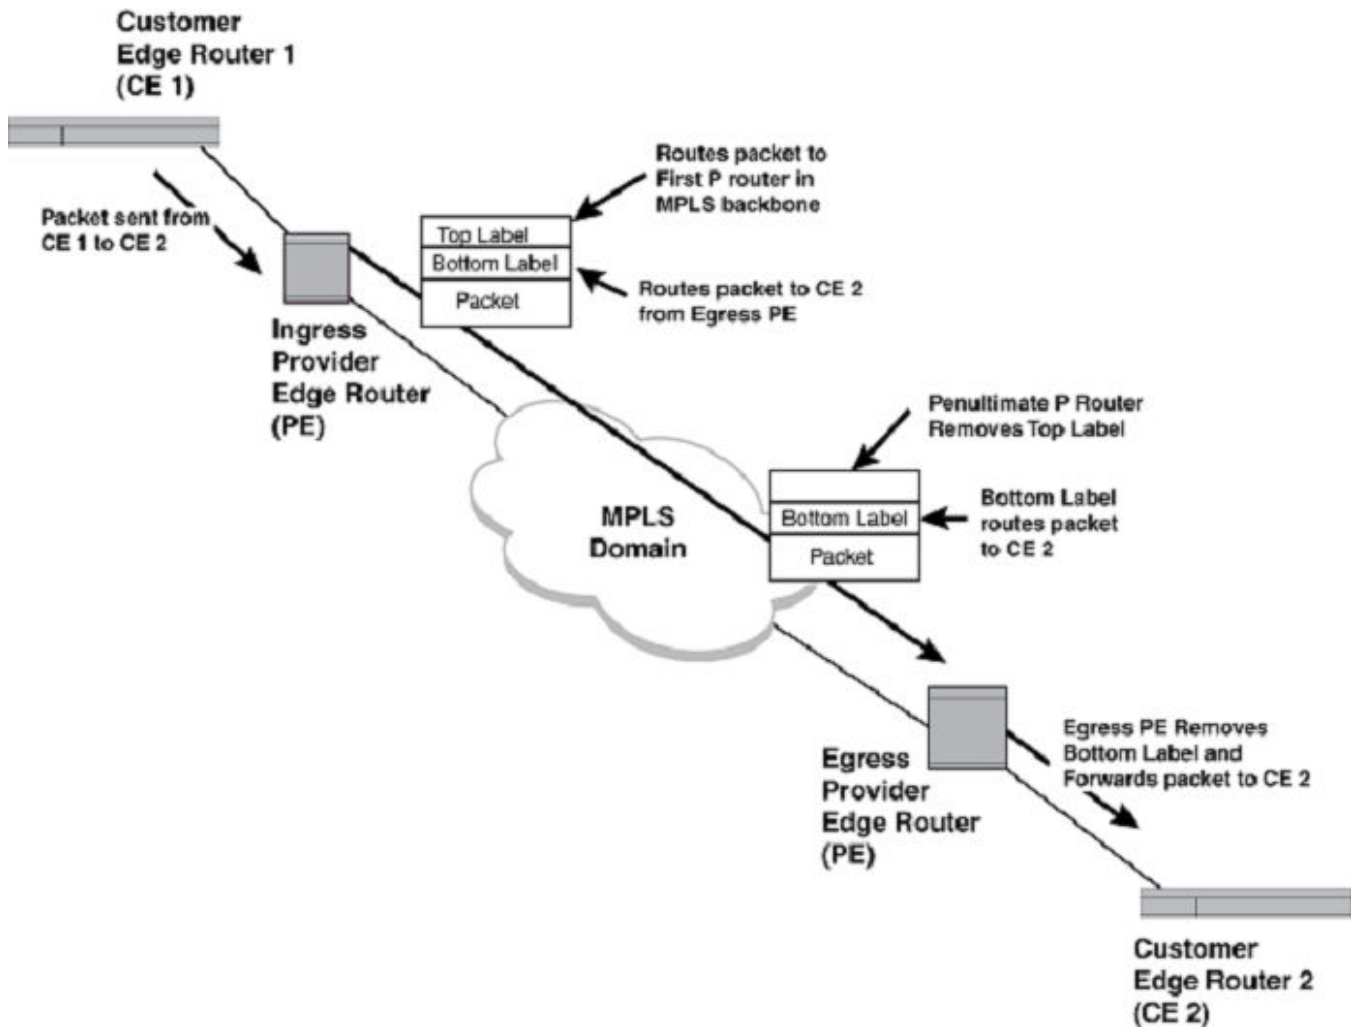 Customer
Edge Router 1
(CE 1)
Routes packet to
First P router in
MPLS backbone
Packet sent from
CE 1 to CE 2
Top Label
Bottom Label
Packet
Routes packet to CE 2
from Egress PE
Ingress
Provider
Edge Router
(PE)
Penultimate P Router
Removes Top Label
MPLS
Domain
Bottom Label
Packet
Bottom Label
routes packet
to CE 2
Egress PE Removes
Bottom Label and
Forwards packet to CE 2
Egress
Provider
Edge Router
(PE)
Customer
Edge Router 2
(CE 2)